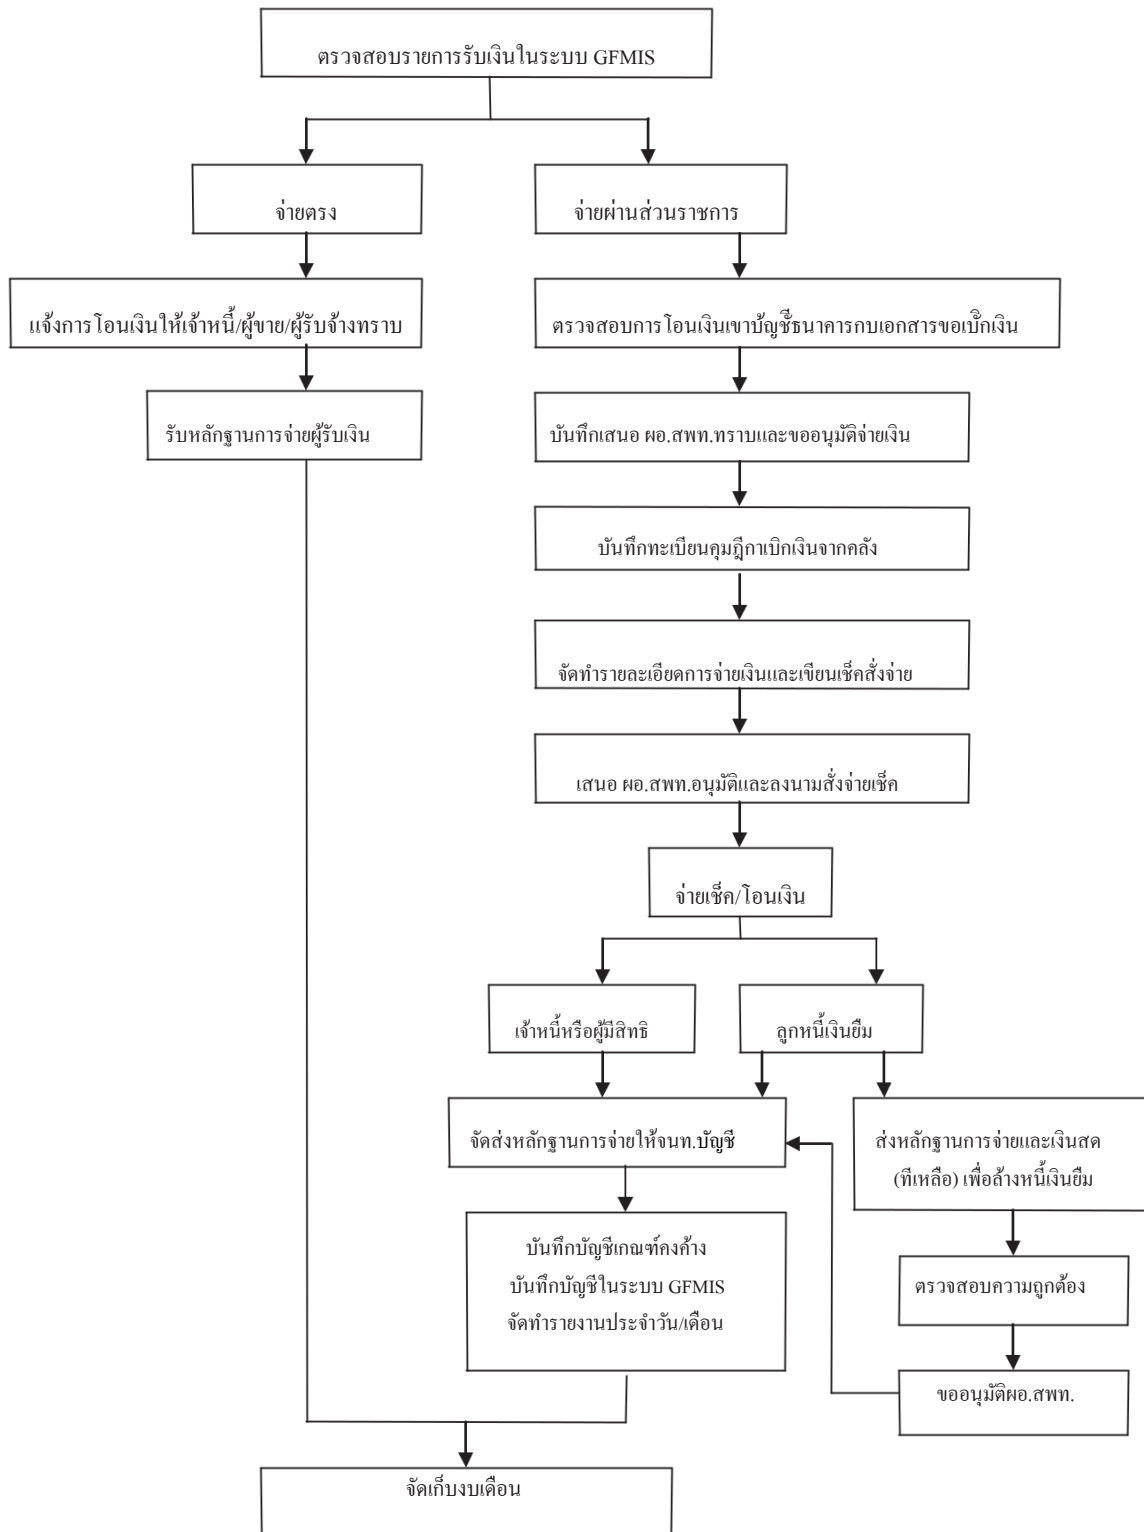 ตรวจสอบรายการรับเงินในระบบ GFMIS
จ่ายตรง
จ่ายผ่านส่วนราชการ
แจ้งการโอนเงินให้เจ้าหนี้/ผู้ขาย/ผู้รับจ้างทราบ
ตรวจสอบการโอนเงินเขาบัญชีธนาคารกบเอกสารขอเบิกเงิน
รับหลักฐานการจ่ายผู้รับเงิน
บันทึกเสนอ ผอ.สพท.ทราบและขออนุมัติจ่ายเงิน
บันทึกทะเบียนคุมฎีกาเบิกเงินจากคลัง
จัดทำรายละเอียดการจ่ายเงินและเขียนเช็คสั่งจ่าย
เสนอ ผอ.สพท.อนุมัติและลงนามสั่งจ่ายเช็ค
จ่ายเช็ค/โอนเงิน
เจ้าหนี้หรือผู้มีสิทธิ
ลูกหนี้เงินยืม
จัดส่งหลักฐานการจ่ายให้จนท.บัญชี
ส่งหลักฐานการจ่ายและเงินสด
(ทีเหลือ) เพื่อล้างหนี้เงินยืม
บันทึกบัญชีเกณฑ์คงค้าง
บันทึกบัญชีในระบบ GFMIS
จัดทำรายงานประจำวัน/เดือน
ตรวจสอบความถูกต้อง
ขออนุมัติผอ.สพท.
จัดเก็บงบเดือน